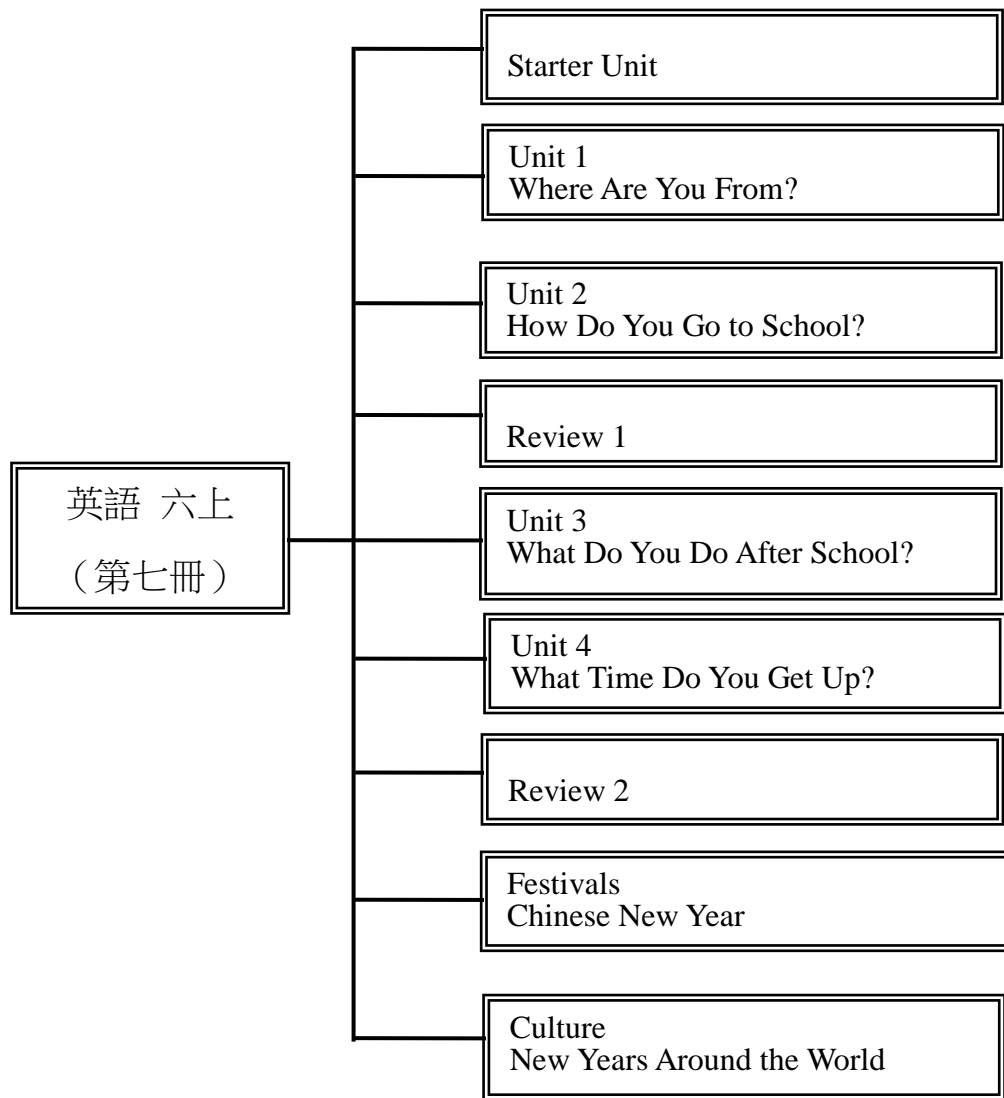 Starter Unit
Unit 1
Where Are You From?
Unit 2
How Do You Go to School?
Review 1
英語 六上
（第七冊）
Unit 3
What Do You Do After School?
Unit 4
What Time Do You Get Up?
Review 2
Festivals
Chinese New Year
Culture
New Years Around the World